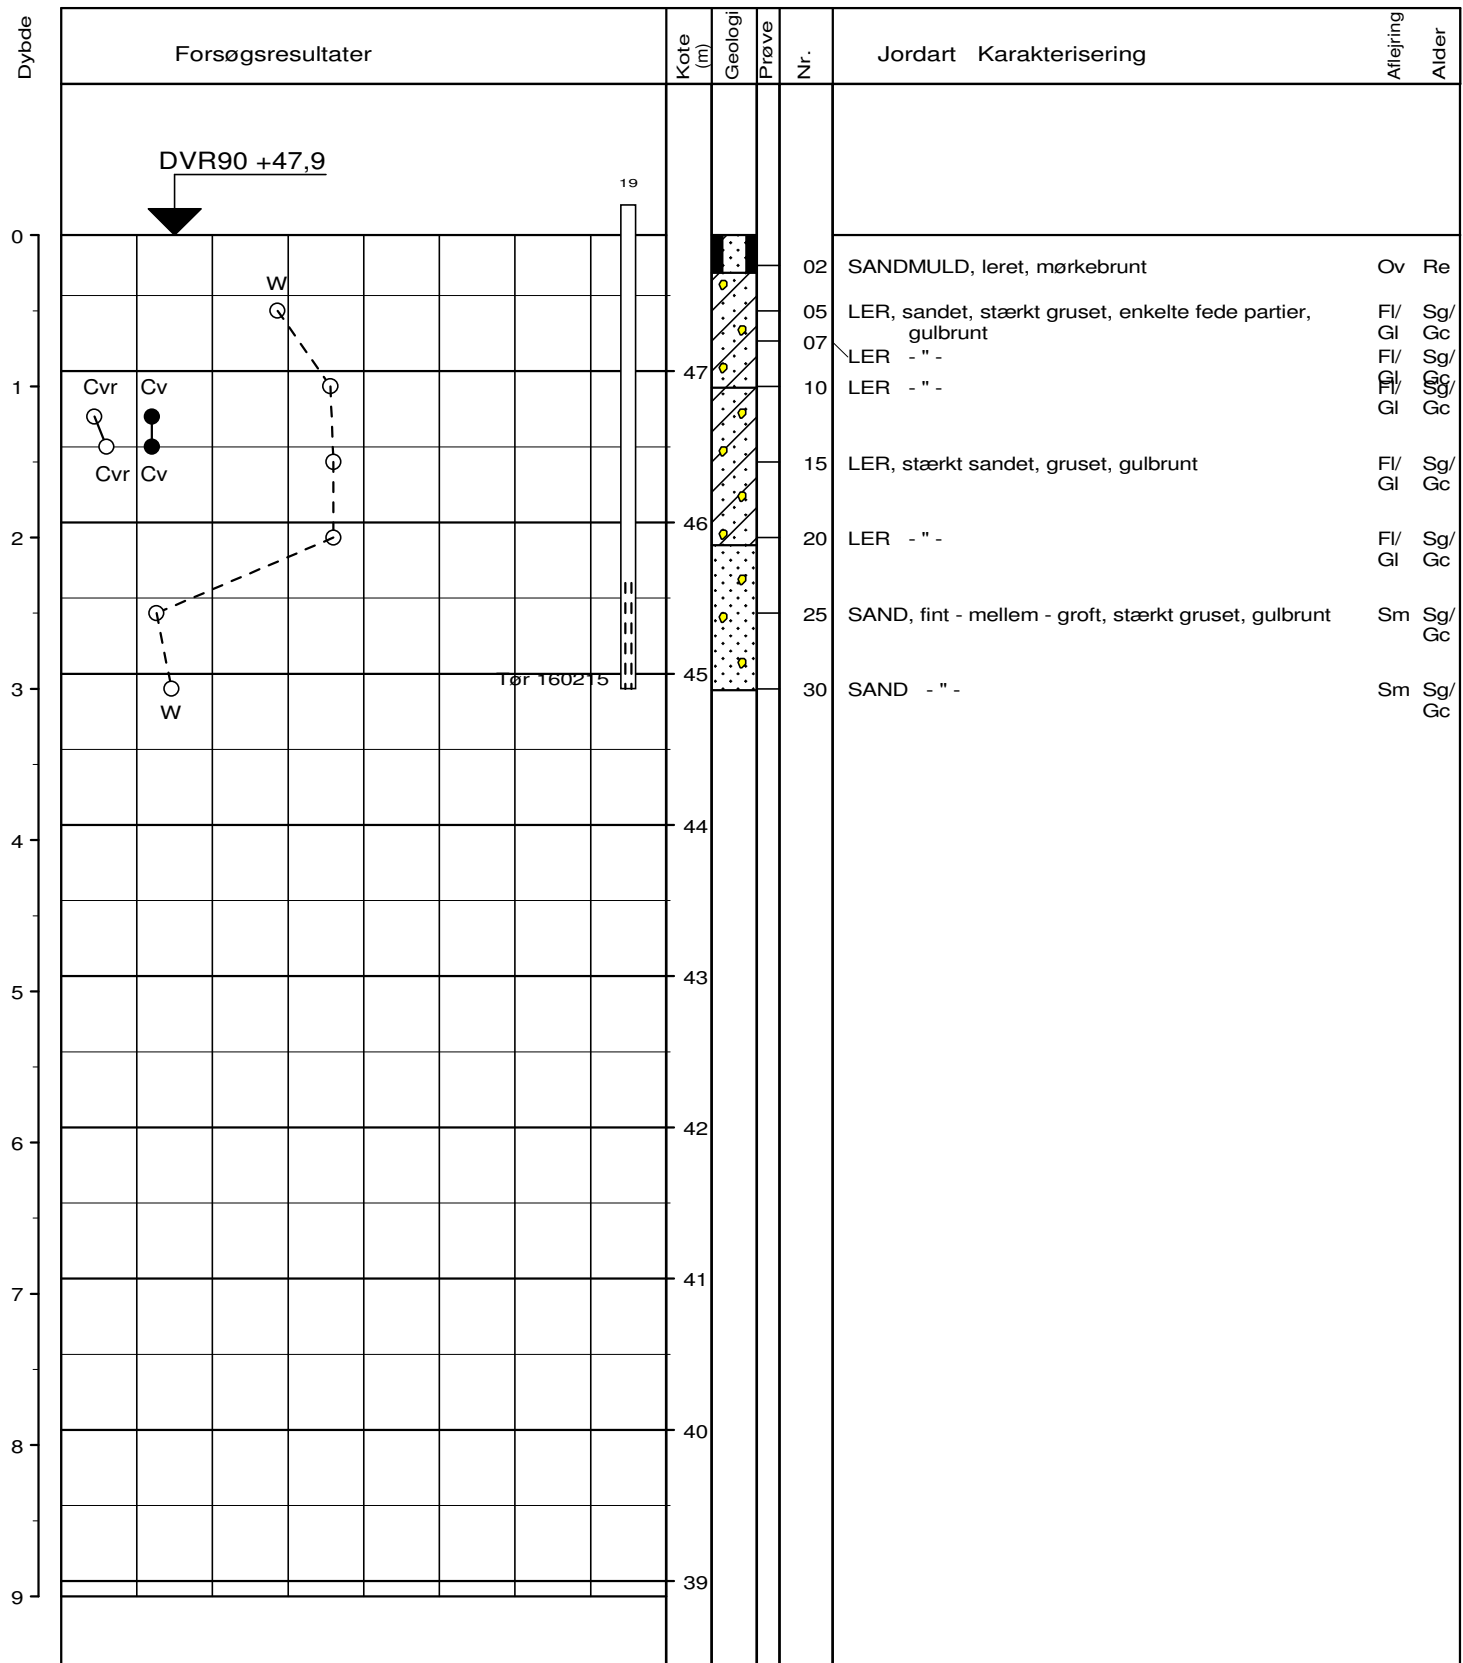 Dybde
Forsøgsresultater
Kote (m)
Geologi
Prøve
Nr.
Jordart Karakterisering
Aflejring
Alder
DVR90 +47,9
19
0
02 SANDMULD, leret, mørkebrunt Ov Re
W
05 LER, sandet, stærkt gruset, enkelte fede partier, Fl/ Sg/
gulbrunt Gl Gc
07
LER - " - Fl/ Sg/
Gl Gc
47
1 Cvr Cv 10 LER - " - Fl/ Sg/
Gl Gc
Cvr Cv 15 LER, stærkt sandet, gruset, gulbrunt Fl/ Sg/
Gl Gc
46
2 20 LER - " - Fl/ Sg/
Gl Gc
25 SAND, fint - mellem - groft, stærkt gruset, gulbrunt Sm Sg/
Gc
Tør 160215 45
3 30 SAND - " - Sm Sg/
W Gc
44
4
43
5
42
6
41
7
40
8
39
9